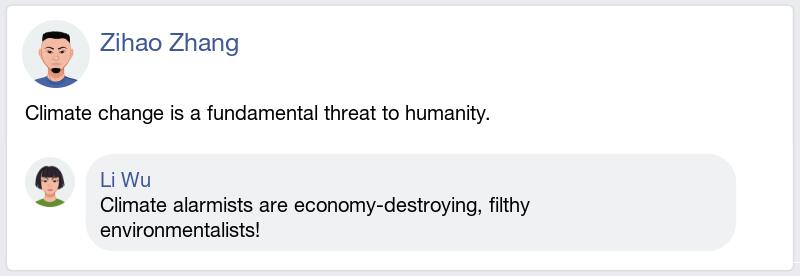 Zihao Zhang
Climate change is a fundamental threat to humanity.
Li Wu
Climate alarmists are economy-destroying, filthy
environmentalists!